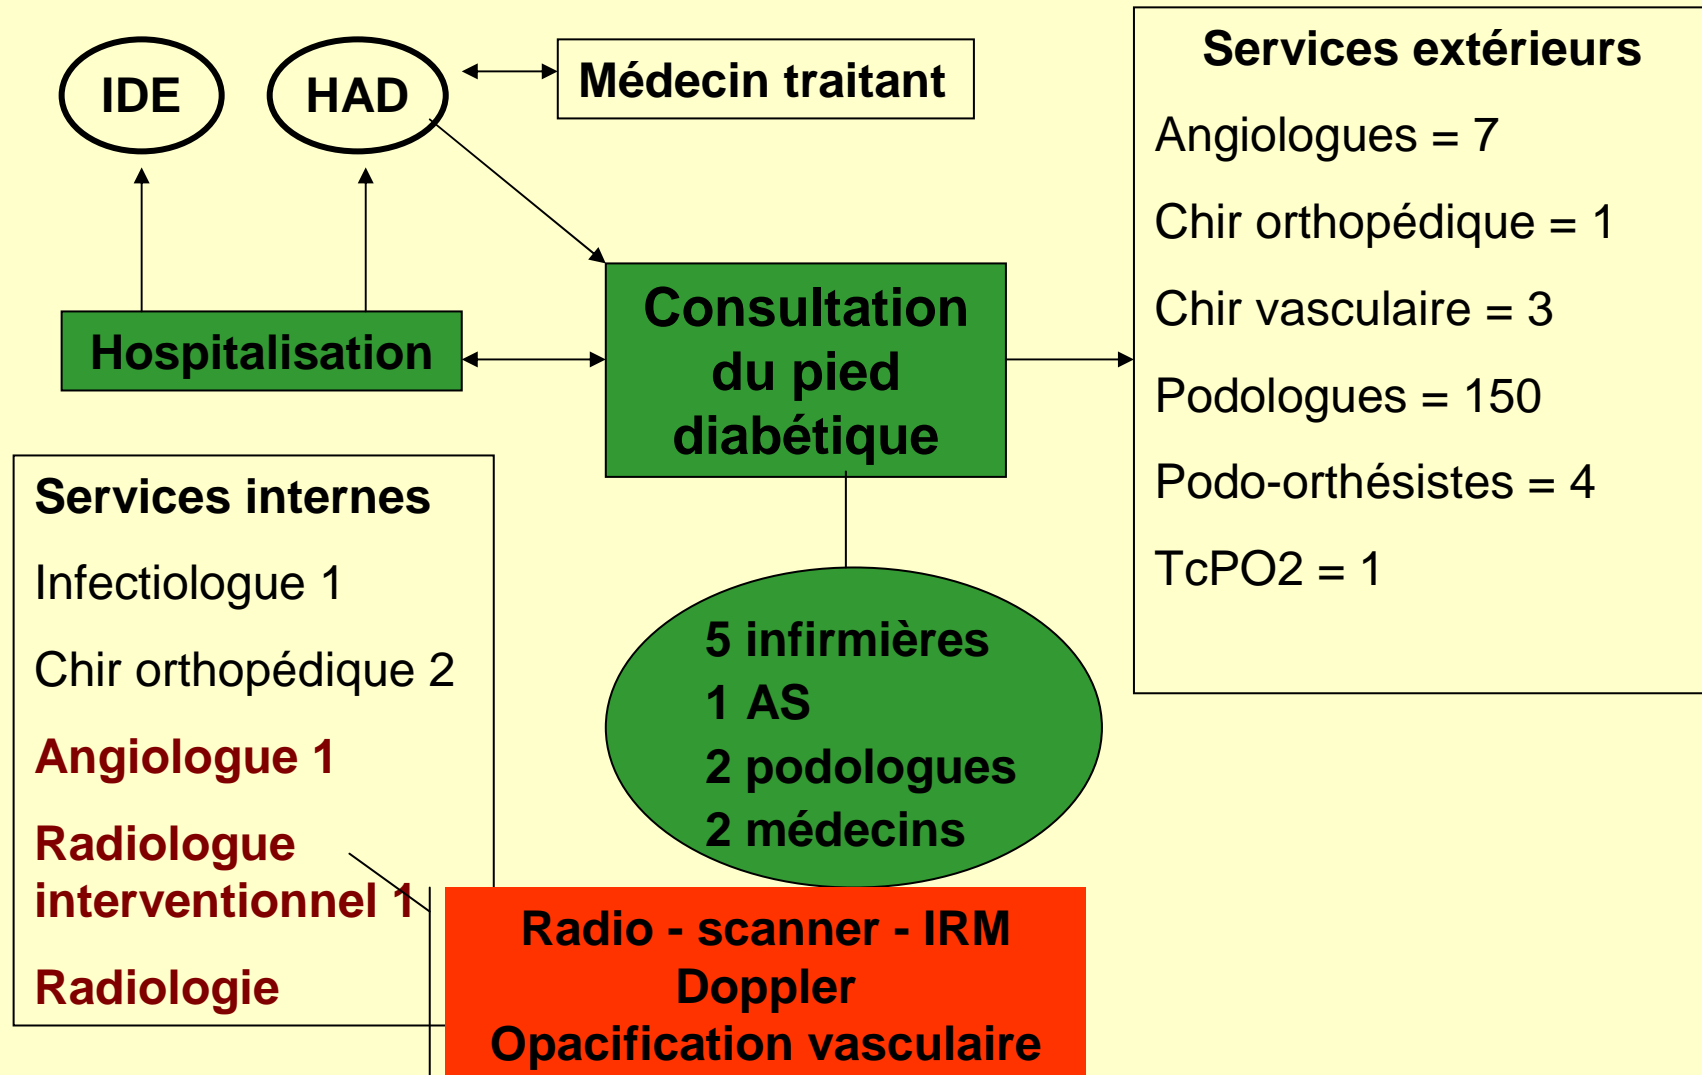 IDE
HAD
Médecin traitant
Services extérieurs
Angiologues = 7
Chir orthopédique = 1
Chir vasculaire = 3
Podologues = 150
Podo-orthésistes = 4
TcPO2 = 1
Hospitalisation
Consultation
du pied
diabétique
Services internes
Infectiologue 1
Chir orthopédique 2
Angiologue 1
Radiologue
interventionnel 1
Radiologie
5 infirmières
1 AS
2 podologues
2 médecins
Radio - scanner - IRM
Doppler
Opacification vasculaire